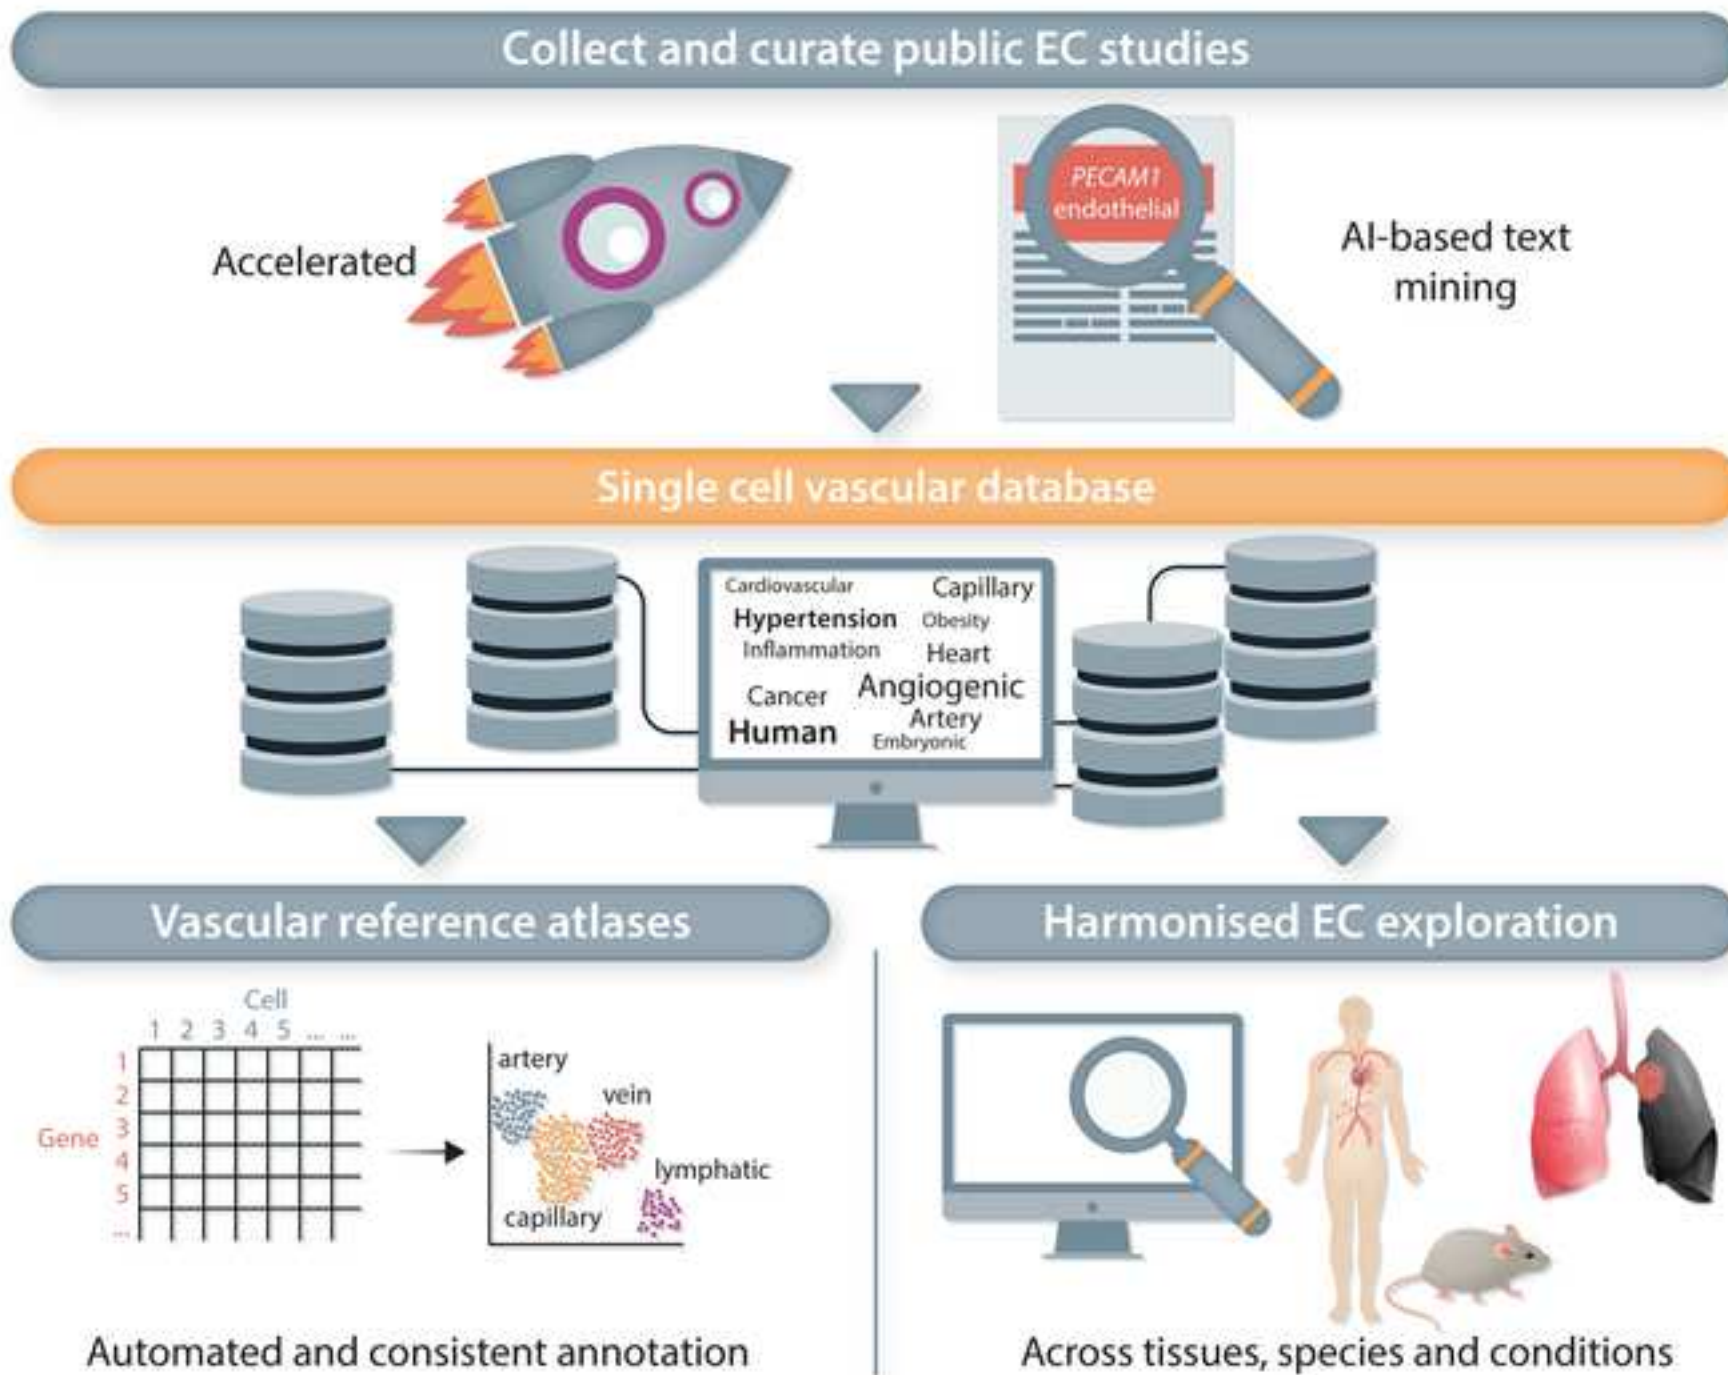 Collect and curate public EC studies
Accelerated
PECAM1
endothelial
AI-based text
mining
Single cell vascular database
Cardiovascular
Capillary
Hypertension
Obesity
Inflammation
Heart
Cancer
Angiogenic
Artery
Human
Embryonic
Vascular reference atlases
Harmonised EC exploration
Cell
1 2 3 4 5 ... ...
Gene
1
2
3
4
5
...
artery
vein
lymphatic
capillary
Automated and consistent annotation
Across tissues, species and conditions